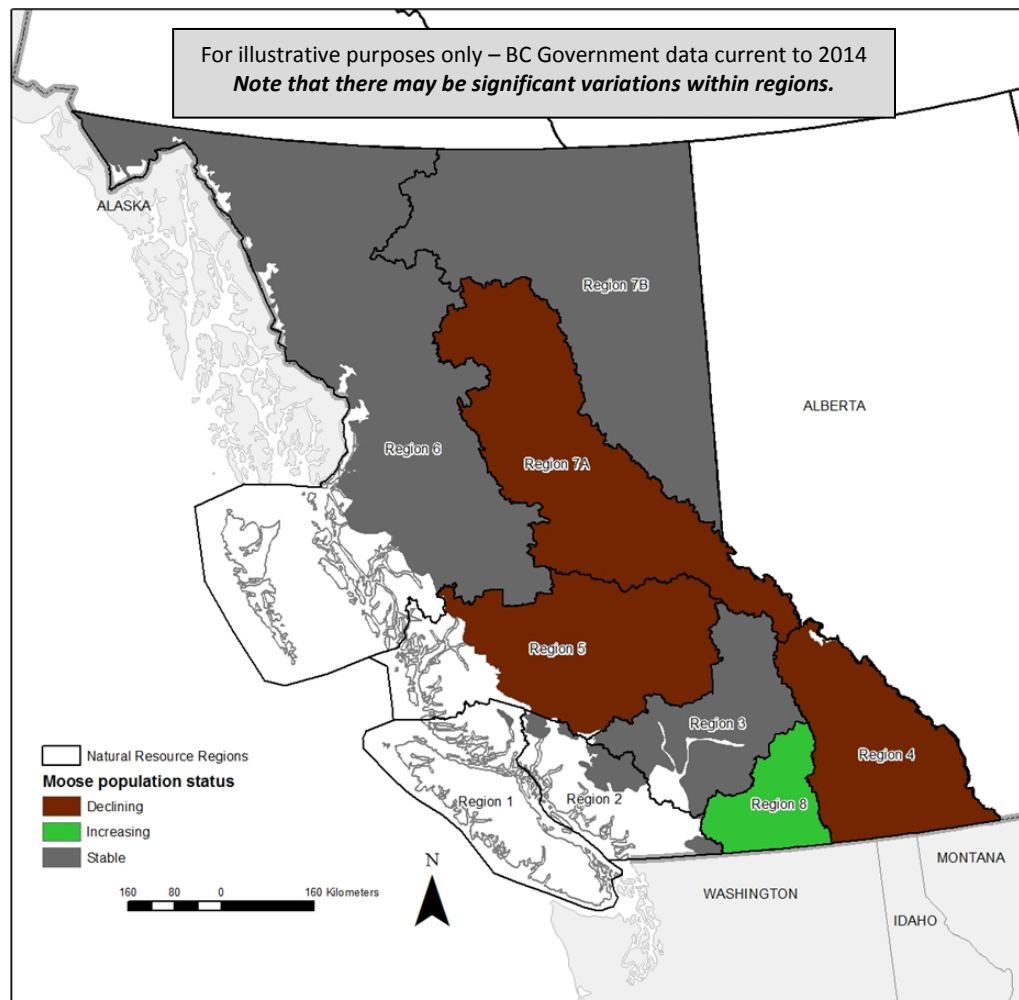 For illustrative purposes only – BC Government data current to 2014
Note that there may be significant variations within regions.
ALASKA
Region 7B
ALBERTA
Region 6
Region 7A
Region 5
Region 3
Region 4
Region 8
Region 1
Region 2
Natural Resource Regions
Moose population status
Declining
Increasing
Stable
N
160 80 0 160 Kilometers
WASHINGTON
MONTANA
IDAHO